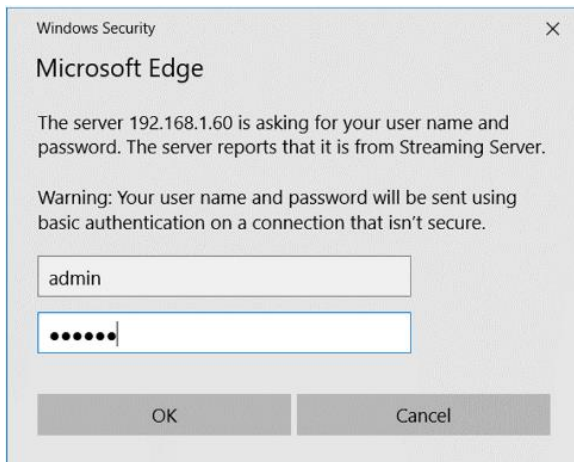 Windows Security
Microsoft Edge
The server 192.168.1.60 is asking for your user name and
password. The server reports that it is from Streaming Server.
Warning: Your user name and password will be sent using
basic authentication on a connection that isn't secure.
admin
••••••
OK Cancel